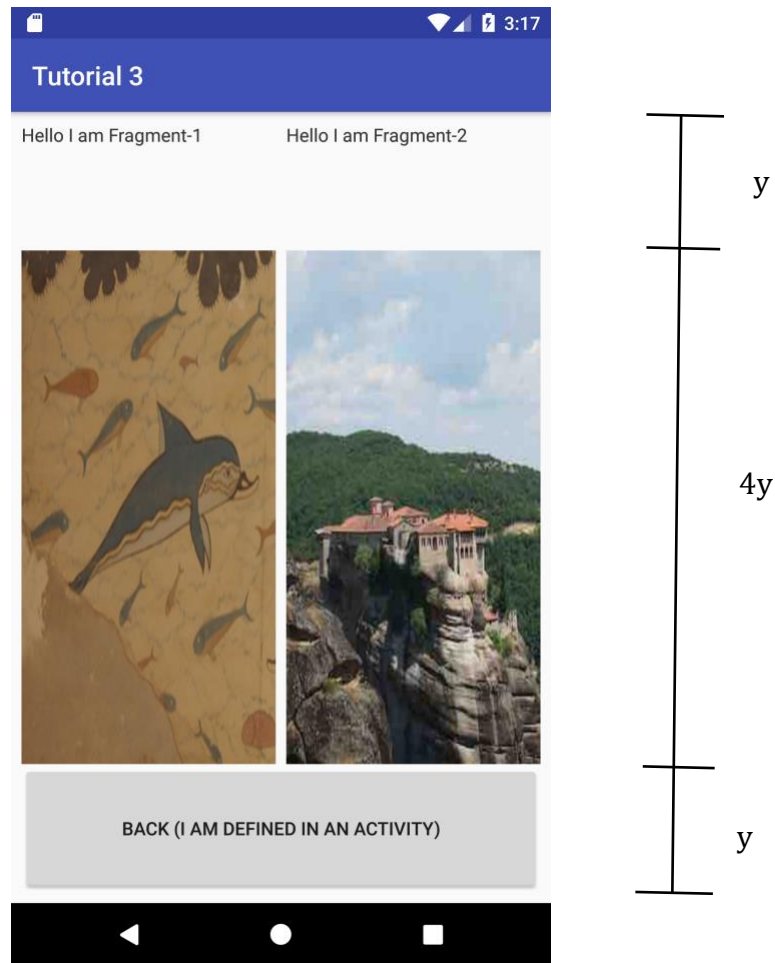 3:17
Tutorial 3
Hello I am Fragment-1
Hello I am Fragment-2
y
4y
BACK (I AM DEFINED IN AN ACTIVITY)
y